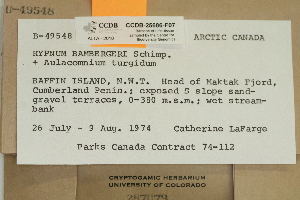 B-49548
CCDB
CCDB-25686-F07
B-49548
ARCTIC CANADA
HYPNUM BAMBERGERI Schimp.
+ Aulacomnium turgidum
BAFFIN ISLAND, N.W.T. Head of Maktak Fjord,
Cumberland Penin.; exposed S slope sand-
gravel terraces, 0-380 m.s.m.; wet stream-
bank
26 July - 9 Aug. 1974 Catherine LaFarge
Parks Canada Contract 74-112
CRYPTOGAMIC HERBARIUM
UNIVERSITY OF COLORADO